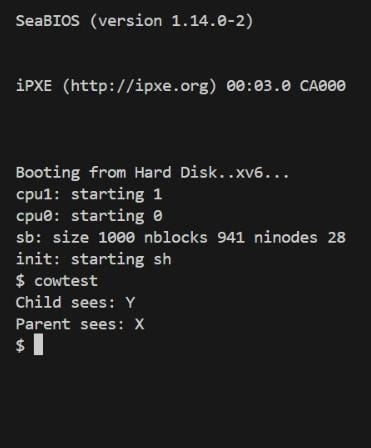 SeaBIOS (version 1.14.0-2)
iPXE (http://ipxe.org) 00:03.0 CA000
Booting from Hard Disk..xv6...
cpu1: starting 1
cpu0: starting 0
sb: size 1000 nblocks 941 ninodes 28
init: starting sh
$ cowtest
Child sees: Y
Parent sees: X
$